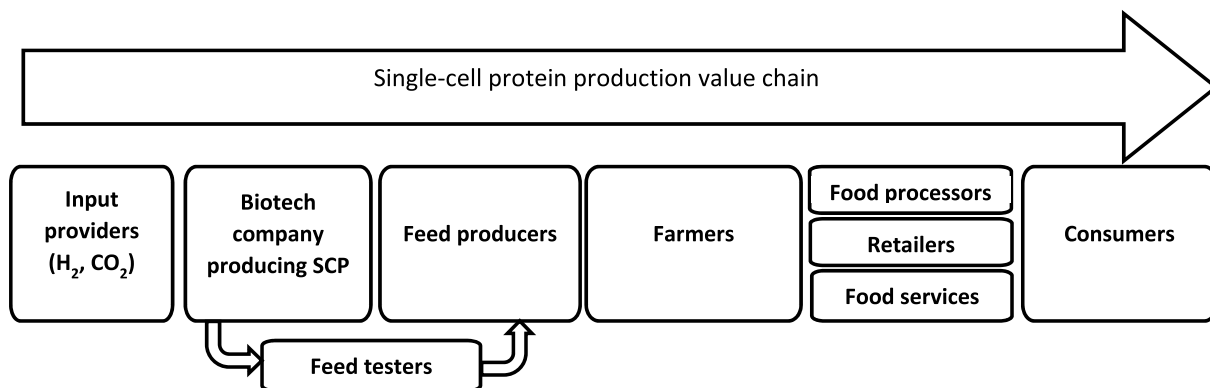 Single-cell protein production value chain
Input
providers
(H₂, CO₂)
Biotech
company
producing SCP
Feed producers
Farmers
Food processors
Retailers
Food services
Consumers
Feed testers